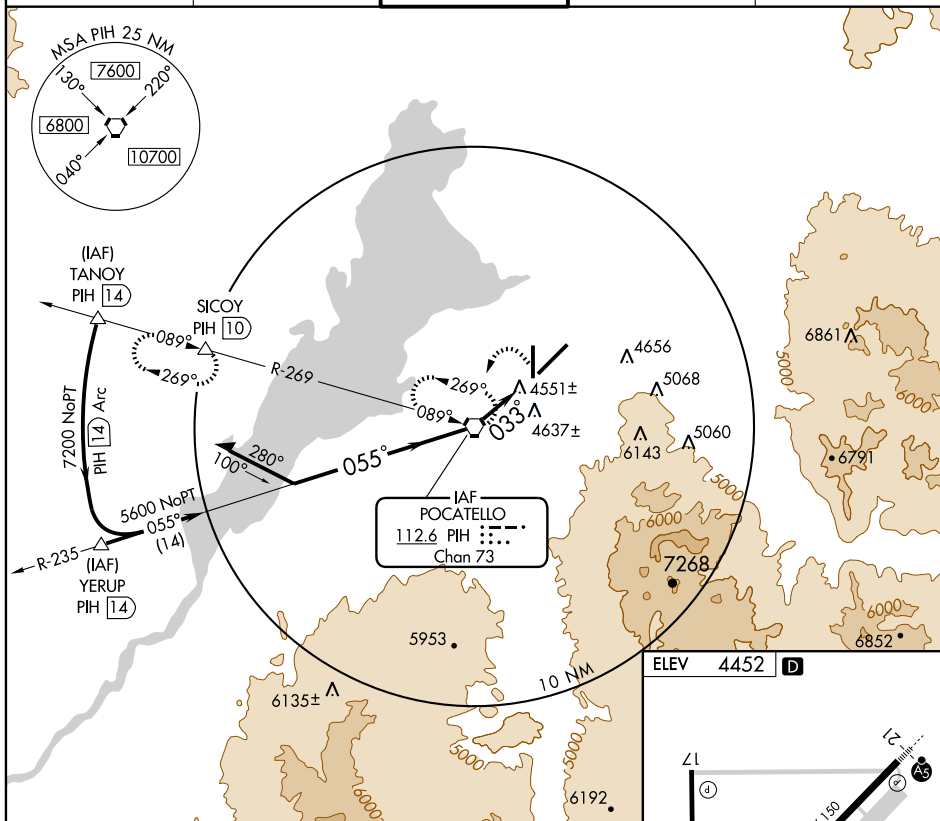 MSA PIH 25 NM
130°
7600
220°
6800
040°
10700
(IAF)
TANOY
PIH 14
SICOY
PIH 10
089°
269°
R-269
7200 NoPT
PIH 14 Arc
5600 NoPT
055°
(14)
R-235
(IAF)
YERUP
PIH 14
280°
100°
055°
269°
089°
033°
4551±
4637±
4656
5068
6143
5060
IAF
POCATELLO
112.6 PIH
Chan 73
10 NM
6861
5000
6000
6791
5000
6000
7268
6000
6852
5953
6135±
5000
5000
6000
6192
ELEV 4452 D
17
21
P
P
A5
150